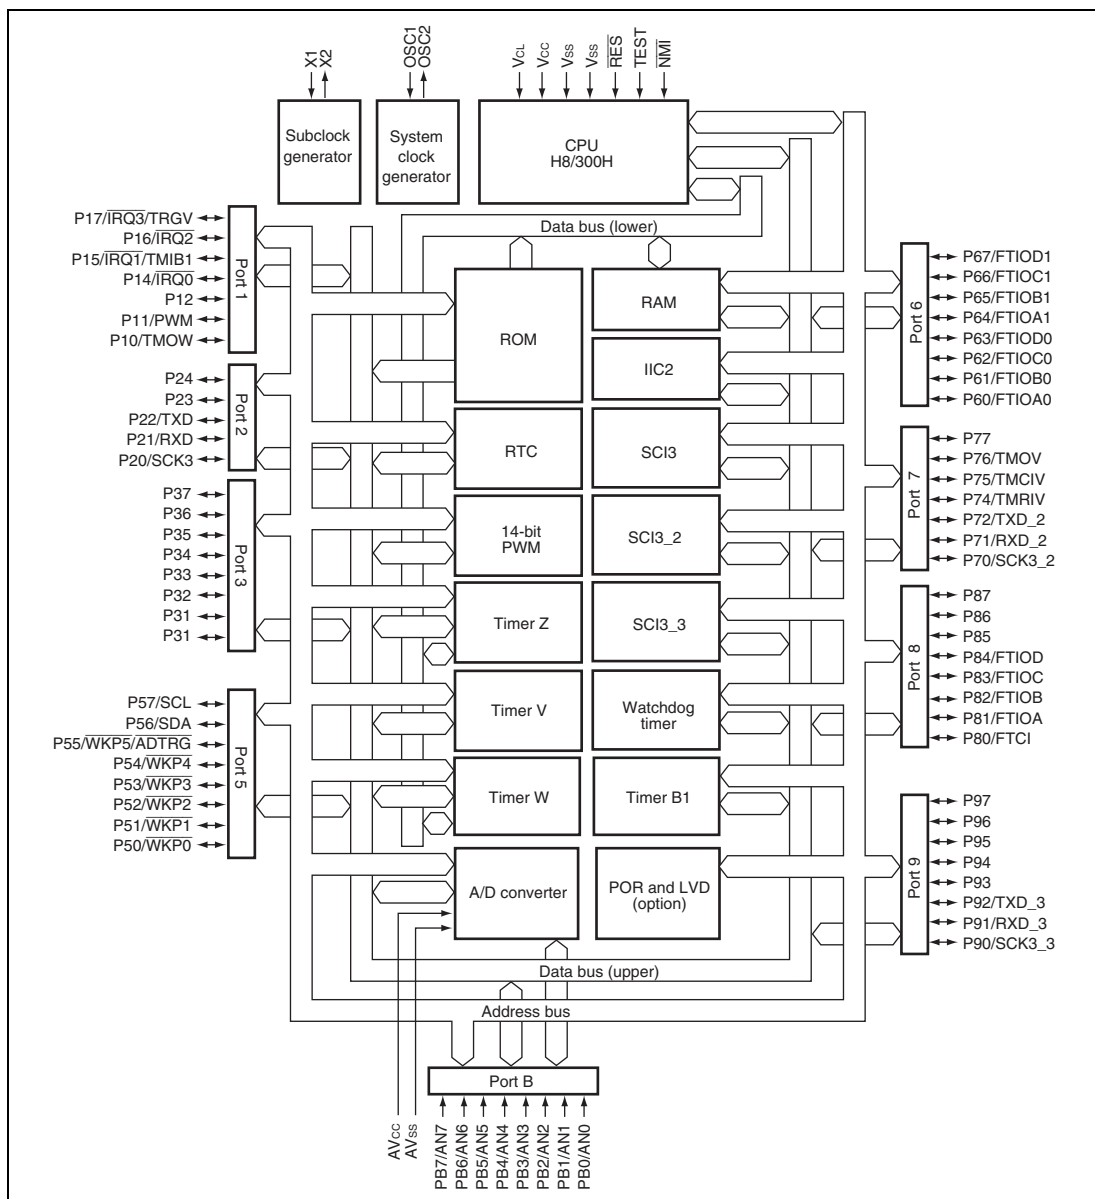 X1
X2
OSC1
OSC2
VCL
VCC
VSS
VSS
RES
TEST
NMI
Subclock
generator
System
clock
generator
CPU
H8/300H
Data bus (lower)
P17/IRQ3/TRGV
P16/IRQ2
P15/IRQ1/TMIB1
P14/IRQ0
P12
P11/PWM
P10/TMOW
Port 1
P24
P23
P22/TXD
P21/RXD
P20/SCK3
Port 2
P37
P36
P35
P34
P33
P32
P31
P31
Port 3
P57/SCL
P56/SDA
P55/WKP5/ADTRG
P54/WKP4
P53/WKP3
P52/WKP2
P51/WKP1
P50/WKP0
Port 5
ROM
RAM
IIC2
RTC
SCI3
14-bit
PWM
SCI3_2
Timer Z
SCI3_3
Timer V
Watchdog
timer
Timer W
Timer B1
A/D converter
POR and LVD
(option)
Port 6
P67/FTIOD1
P66/FTIOC1
P65/FTIOB1
P64/FTIOA1
P63/FTIOD0
P62/FTIOC0
P61/FTIOB0
P60/FTIOA0
Port 7
P77
P76/TMOV
P75/TMCIV
P74/TMRIV
P72/TXD_2
P71/RXD_2
P70/SCK3_2
Port 8
P87
P86
P85
P84/FTIOD
P83/FTIOC
P82/FTIOB
P81/FTIOA
P80/FTCI
Port 9
P97
P96
P95
P94
P93
P92/TXD_3
P91/RXD_3
P90/SCK3_3
Data bus (upper)
Address bus
Port B
AVCC
AVSS
PB7/AN7
PB6/AN6
PB5/AN5
PB4/AN4
PB3/AN3
PB2/AN2
PB1/AN1
PB0/AN0